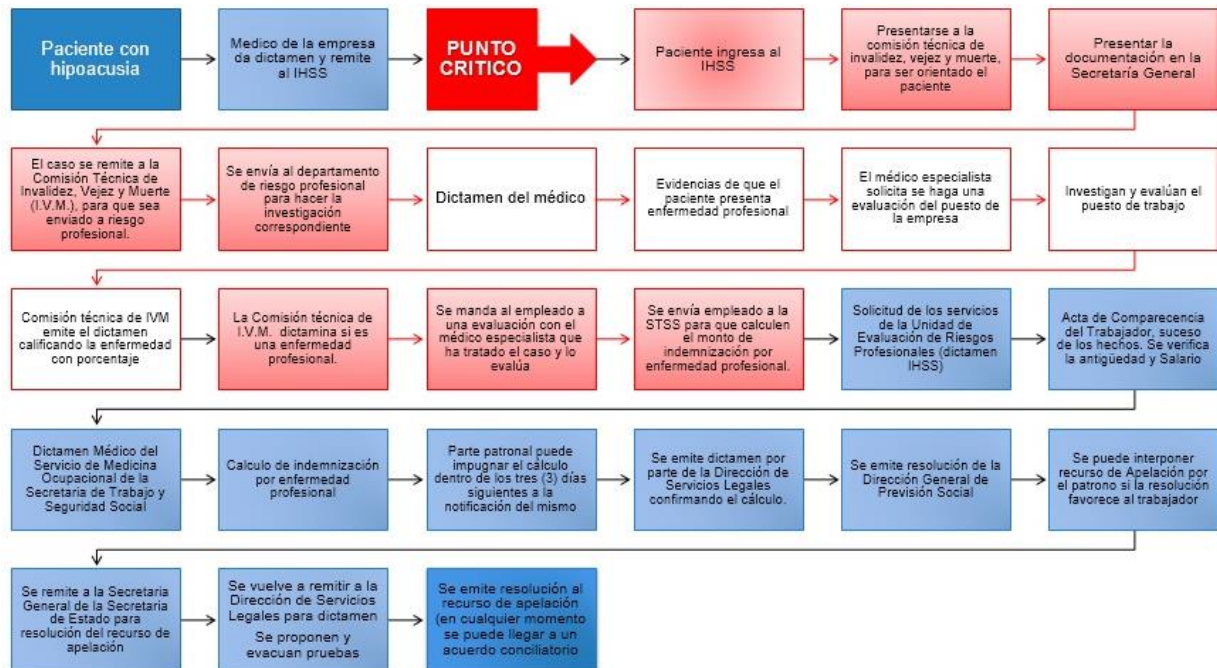 Paciente con
hipoacusia
Medico de la empresa
da dictamen y remite
al IHSS
PUNTO
CRITICO
Paciente ingresa al
IHSS
Presentarse a la
comisión técnica de
invalidez, vejez y muerte,
para ser orientado el
paciente
Presentar la
documentación en la
Secretaría General
El caso se remite a la
Comisión Técnica de
Invalidez, Vejez y Muerte
(I.V.M.), para que sea
enviado a riesgo
profesional.
Se envía al departamento
de riesgo profesional
para hacer la
investigación
correspondiente
Dictamen del médico
Evidencias de que el
paciente presenta
enfermedad profesional
El médico especialista
solicita se haga una
evaluación del puesto de
la empresa
Investigan y evalúan el
puesto de trabajo
Comisión técnica de IVM
emite el dictamen
calificando la enfermedad
con porcentaje
La Comisión técnica de
I.V.M. dictamina si es
una enfermedad
profesional.
Se manda al empleado a
una evaluación con el
médico especialista que
ha tratado el caso y lo
evalúa
Se envía empleado a la
STSS para que calculen
el monto de
indemnización por
enfermedad profesional.
Solicitud de los servicios
de la Unidad de
Evaluación de Riesgos
Profesionales (dictamen
IHSS)
Acta de Comparecencia
del Trabajador, suceso
de los hechos. Se verifica
la antigüedad y Salario
Dictamen Médico del
Servicio de Medicina
Ocupacional de la
Secretaria de Trabajo y
Seguridad Social
Calculo de indemnización
por enfermedad
profesional
Parte patronal puede
impugnar el cálculo
dentro de los tres (3) días
siguientes a la
notificación del mismo
Se emite dictamen por
parte de la Dirección de
Servicios Legales
confirmando el cálculo.
Se emite resolución de la
Dirección General de
Previsión Social
Se puede interponer
recurso de Apelación por
el patrono si la resolución
favorece al trabajador
Se remite a la Secretaria
General de la Secretaria
de Estado para
resolución del recurso de
apelación
Se vuelve a remitir a la
Dirección de Servicios
Legales para dictamen
Se proponen y
evacuan pruebas
Se emite resolución al
recurso de apelación
(en cualquier momento
se puede llegar a un
acuerdo conciliatorio